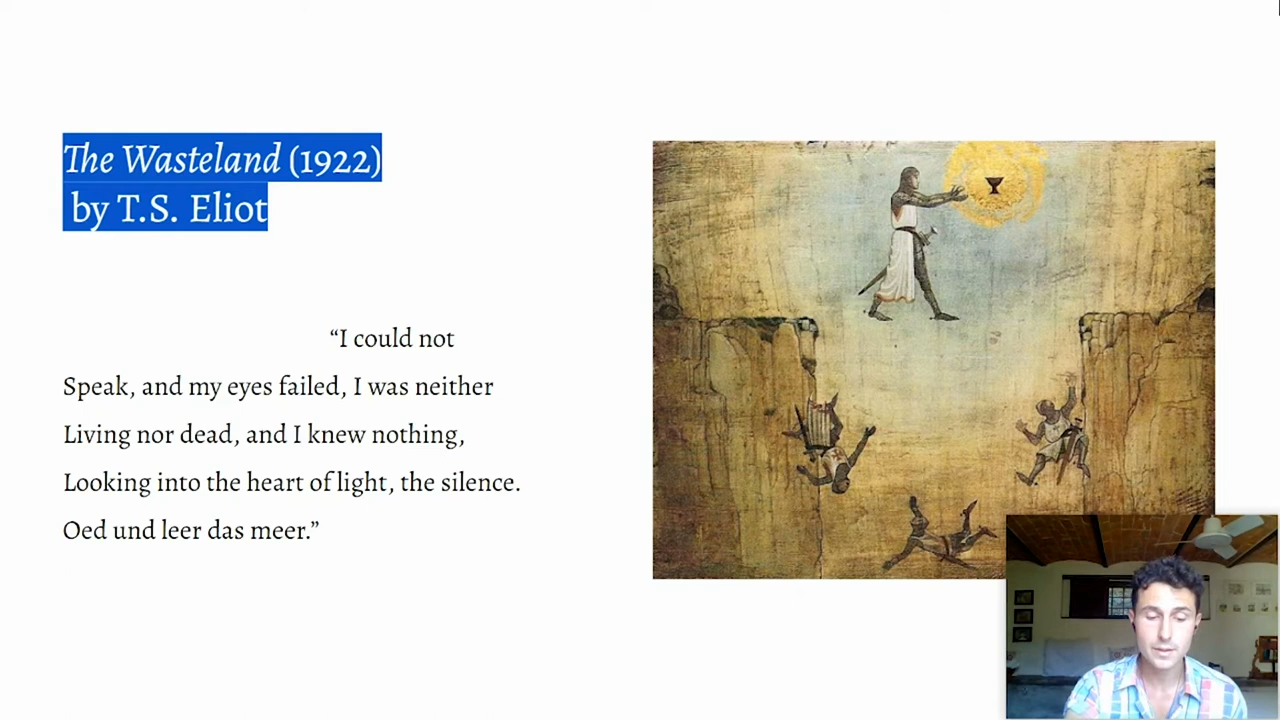 The Wasteland (1922)
by T.S. Eliot
“I could not
Speak, and my eyes failed, I was neither
Living nor dead, and I knew nothing,
Looking into the heart of light, the silence.
Oed und leer das meer.”